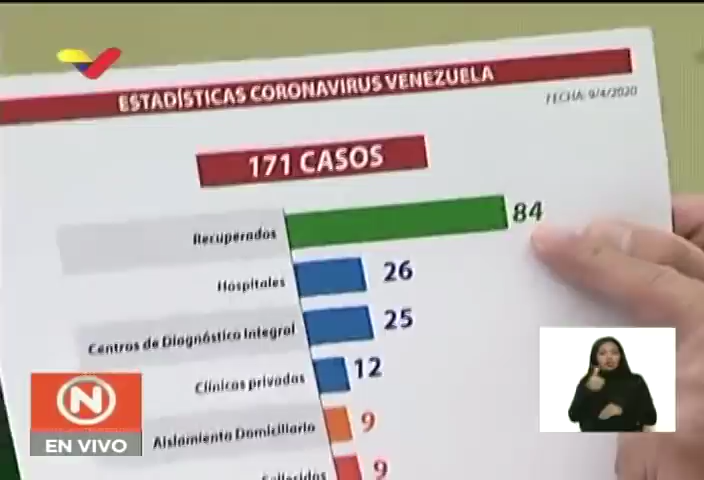 ESTADÍSTICAS CORONAVIRUS VENEZUELA
FECHA: 9/4/2020
171 CASOS
Recuperados 84
Hospitales 26
Centros de Diagnóstico Integral 25
Clínicas privadas 12
Aislamiento Domiciliario 9
Fallecidos 9
N
EN VIVO